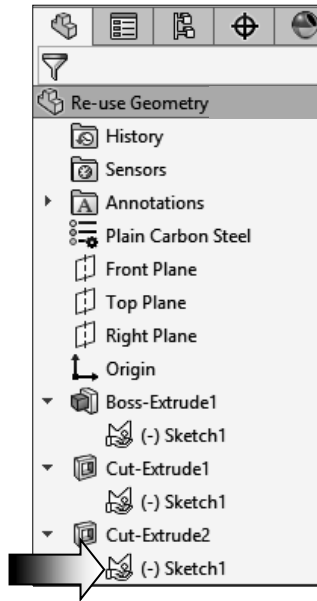 Re-use Geometry
History
Sensors
Annotations
Plain Carbon Steel
Front Plane
Top Plane
Right Plane
Origin
Boss-Extrude1
(-) Sketch1
Cut-Extrude1
(-) Sketch1
Cut-Extrude2
(-) Sketch1